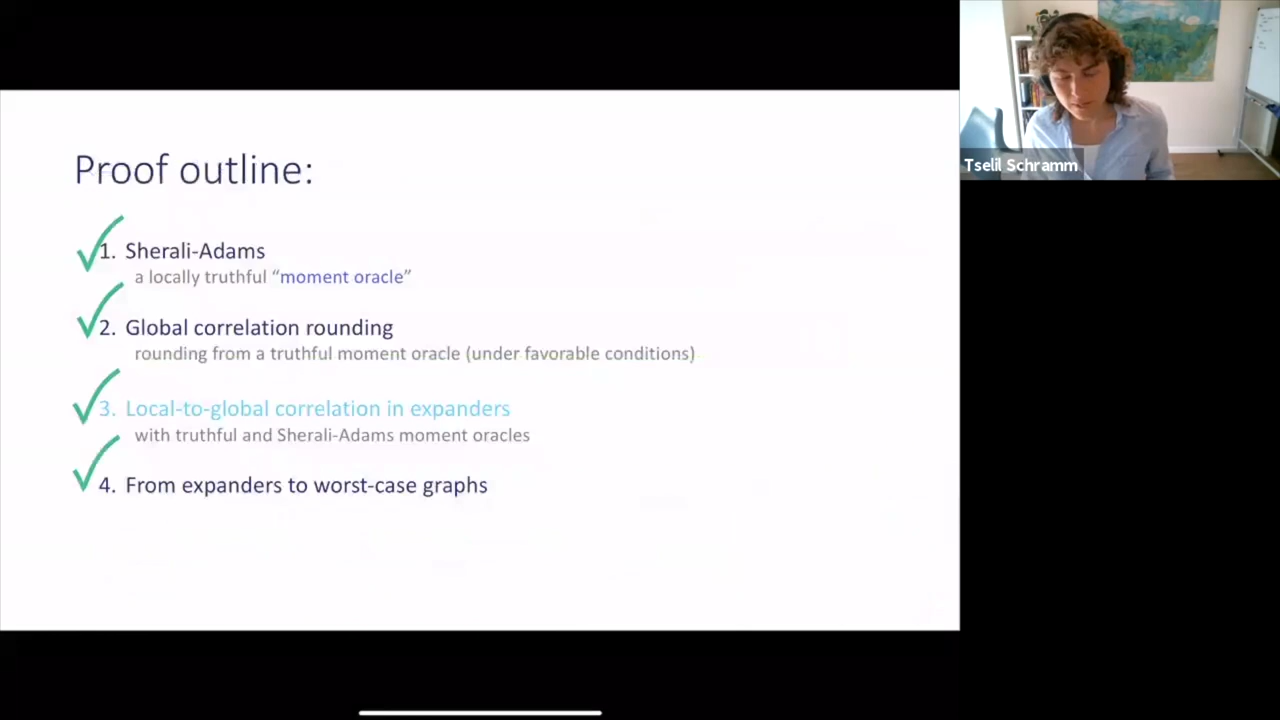 Proof outline:
1. Sherali-Adams
a locally truthful “moment oracle”
2. Global correlation rounding
rounding from a truthful moment oracle (under favorable conditions)
3. Local-to-global correlation in expanders
with truthful and Sherali-Adams moment oracles
4. From expanders to worst-case graphs
Tselil Schramm